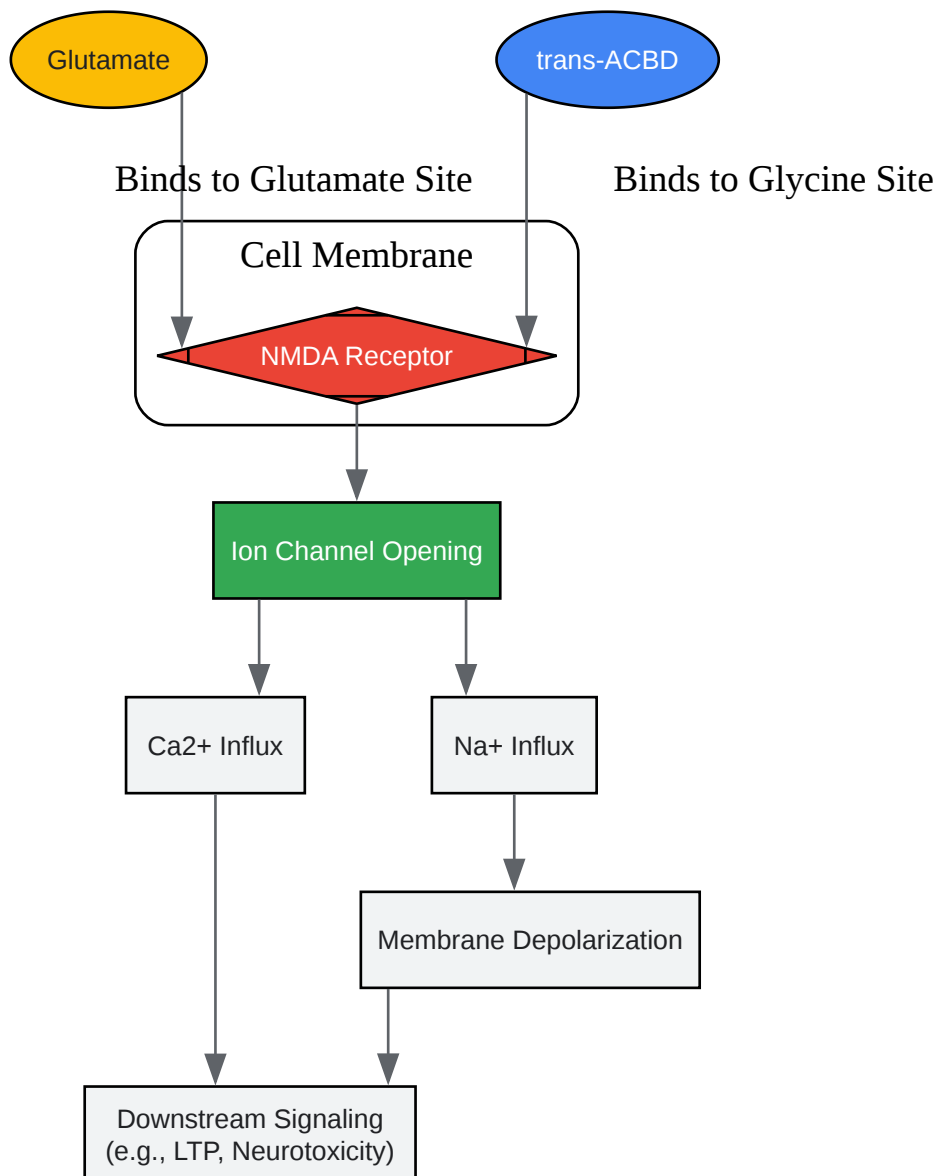 Glutamate
trans-ACBD
Binds to Glutamate Site
Binds to Glycine Site
Cell Membrane
NMDA Receptor
Ion Channel Opening
Ca2+ Influx
Na+ Influx
Membrane Depolarization
Downstream Signaling
(e.g., LTP, Neurotoxicity)